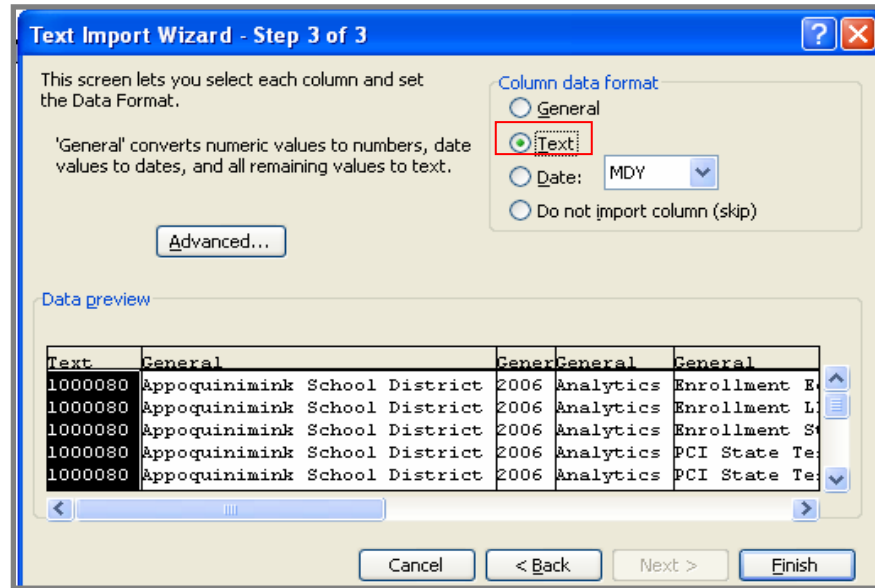 Text Import Wizard - Step 3 of 3
This screen lets you select each column and set
the Data Format.
'General' converts numeric values to numbers, date
values to dates, and all remaining values to text.
Advanced...
Column data format
General
Text
Date: MDY
Do not import column (skip)
Data preview
Text General Gener General General
1000080 Appoquinimink School District 2006 Analytics Enrollment
1000080 Appoquinimink School District 2006 Analytics Enrollment
1000080 Appoquinimink School District 2006 Analytics Enrollment
1000080 Appoquinimink School District 2006 Analytics PCI State
1000080 Appoquinimink School District 2006 Analytics PCI State
Cancel < Back Next > Finish